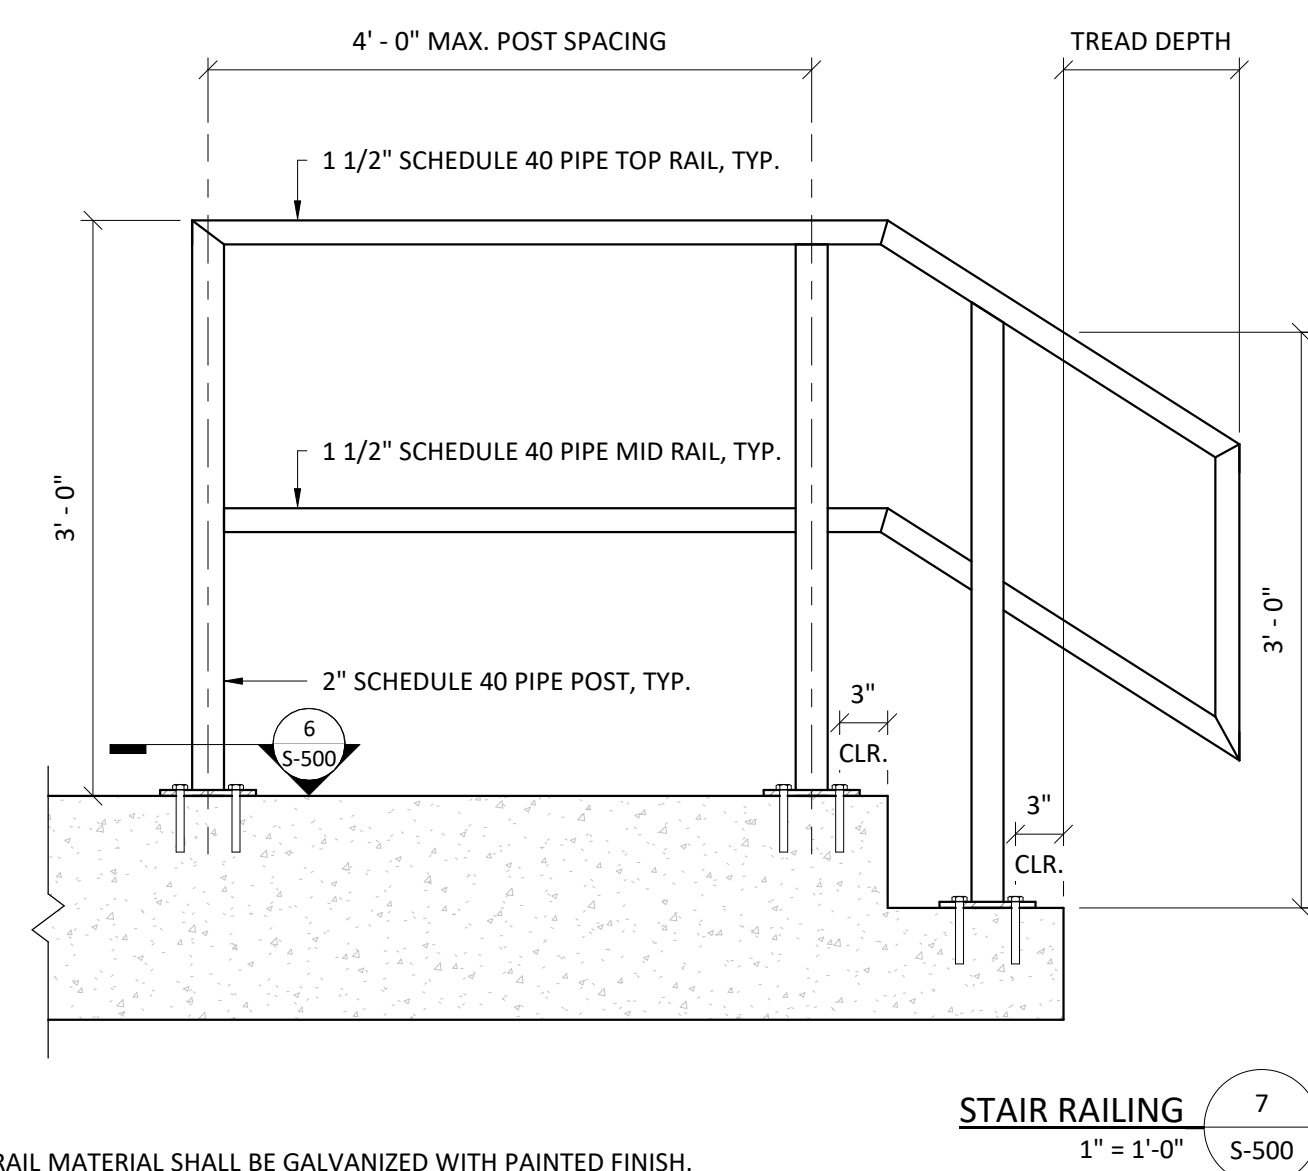 4' - 0" MAX. POST SPACING
TREAD DEPTH
1 1/2" SCHEDULE 40 PIPE TOP RAIL, TYP.
1 1/2" SCHEDULE 40 PIPE MID RAIL, TYP.
3' - 0"
3' - 0"
2" SCHEDULE 40 PIPE POST, TYP.
3"
CLR.
6
S-500
3"
CLR.
STAIR RAILING
1" = 1'-0"
7
S-500
RAIL MATERIAL SHALL BE GALVANIZED WITH PAINTED FINISH.